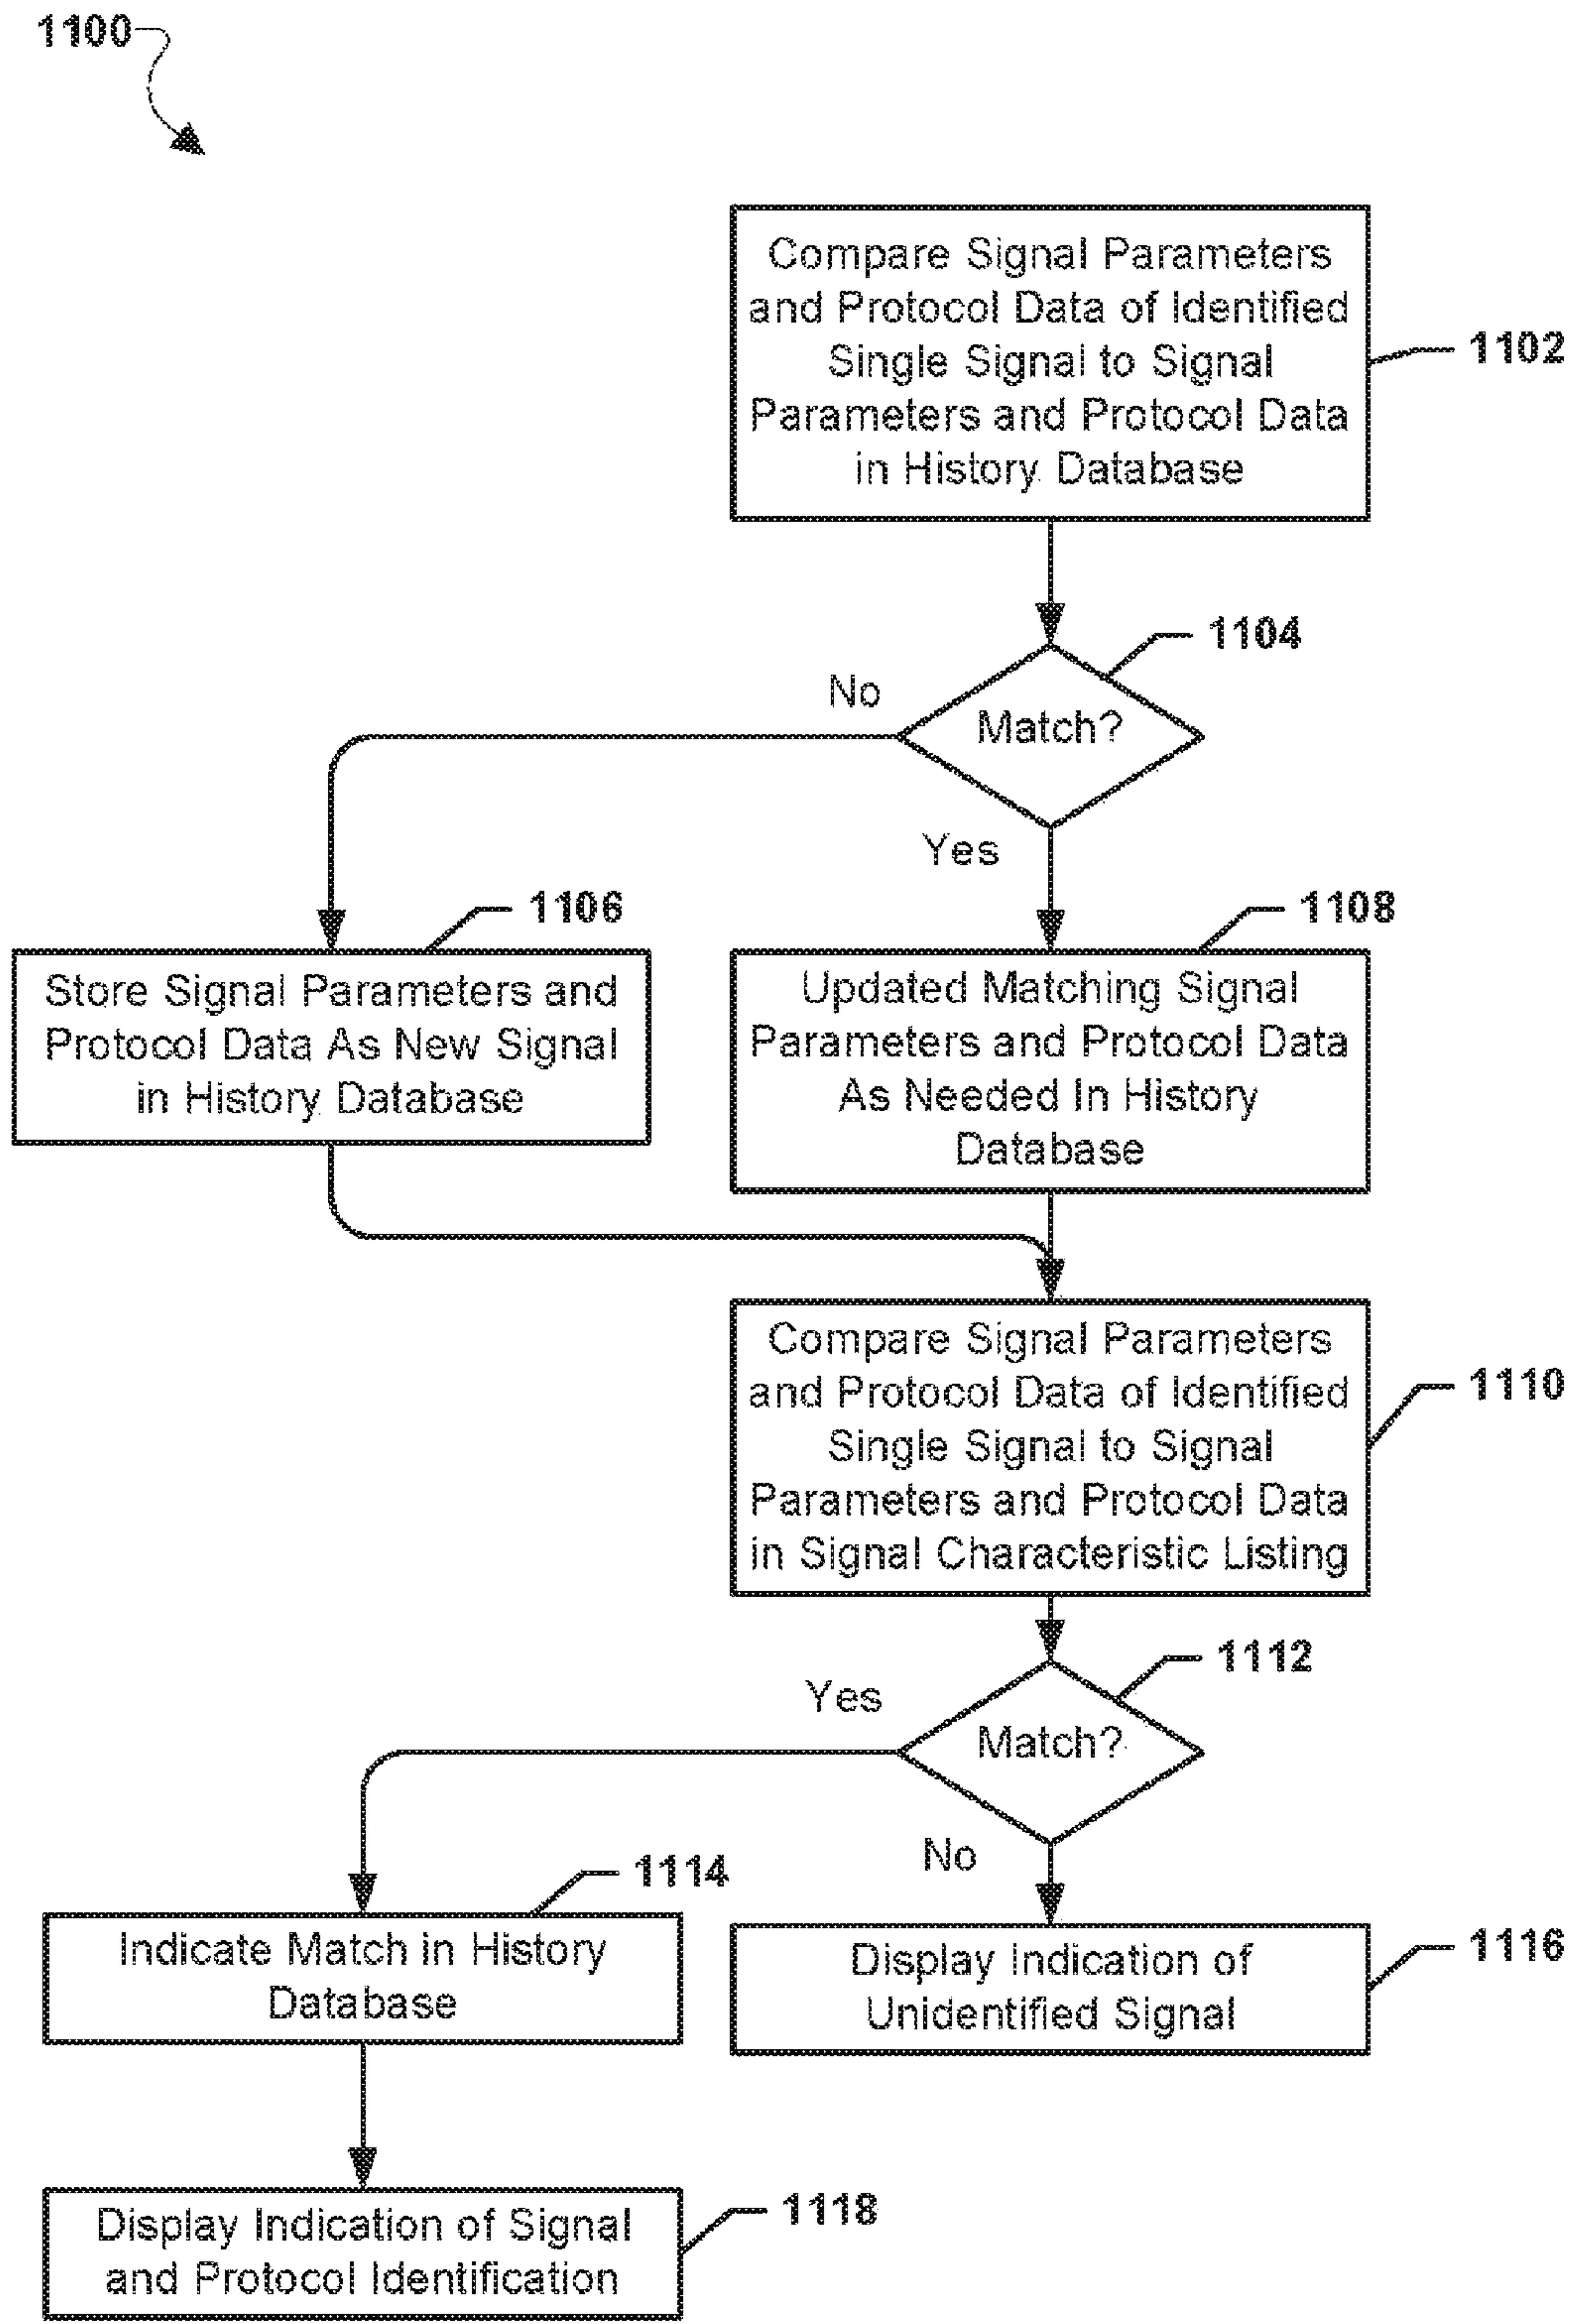 1100
Compare Signal Parameters
and Protocol Data of Identified
Single Signal to Signal
Parameters and Protocol Data
in History Database
1102
1104
No
Match?
Yes
1106
1108
Store Signal Parameters and
Protocol Data As New Signal
in History Database
Updated Matching Signal
Parameters and Protocol Data
As Needed In History
Database
Compare Signal Parameters
and Protocol Data of Identified
Single Signal to Signal
Parameters and Protocol Data
in Signal Characteristic Listing
1110
1112
Yes
Match?
No
1114
Indicate Match in History
Database
Display Indication of
Unidentified Signal
1116
1118
Display Indication of Signal
and Protocol Identification